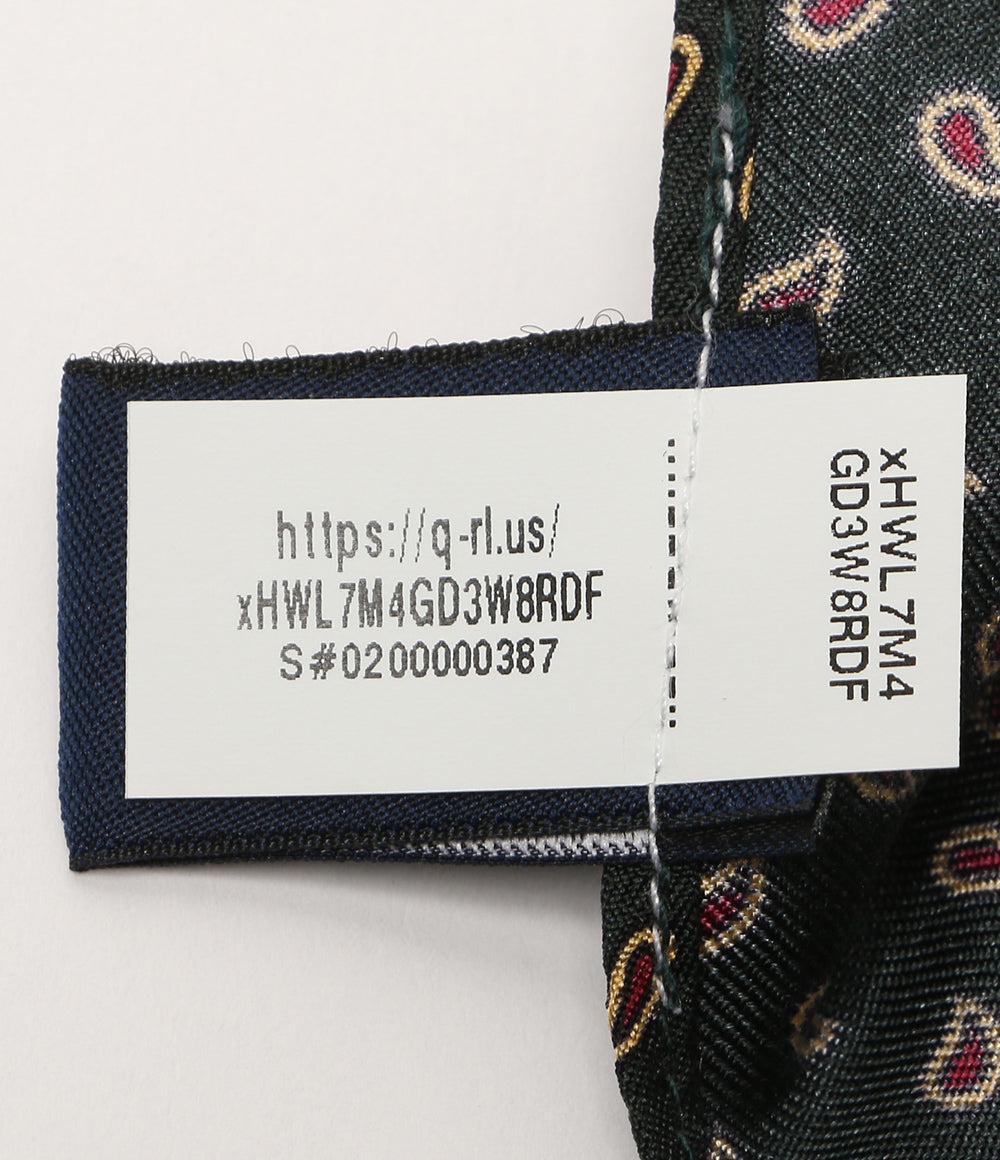 https://q-rl.us/
xHWL7M4GD3W8RDF
S#0200000387
xHWL7M4
GD3W8RDF